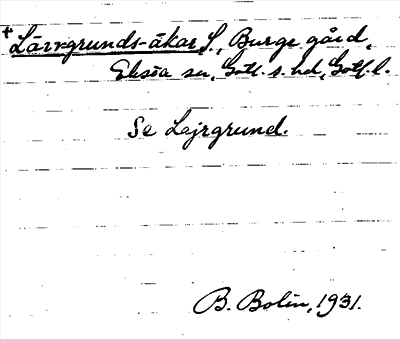 + Lärrgrunds-åkar S., Burge gård,
Eksta sn, Gotl. s. hd, Gotl. l.
Se Lejrgrund.
B. Bolin, 1931.